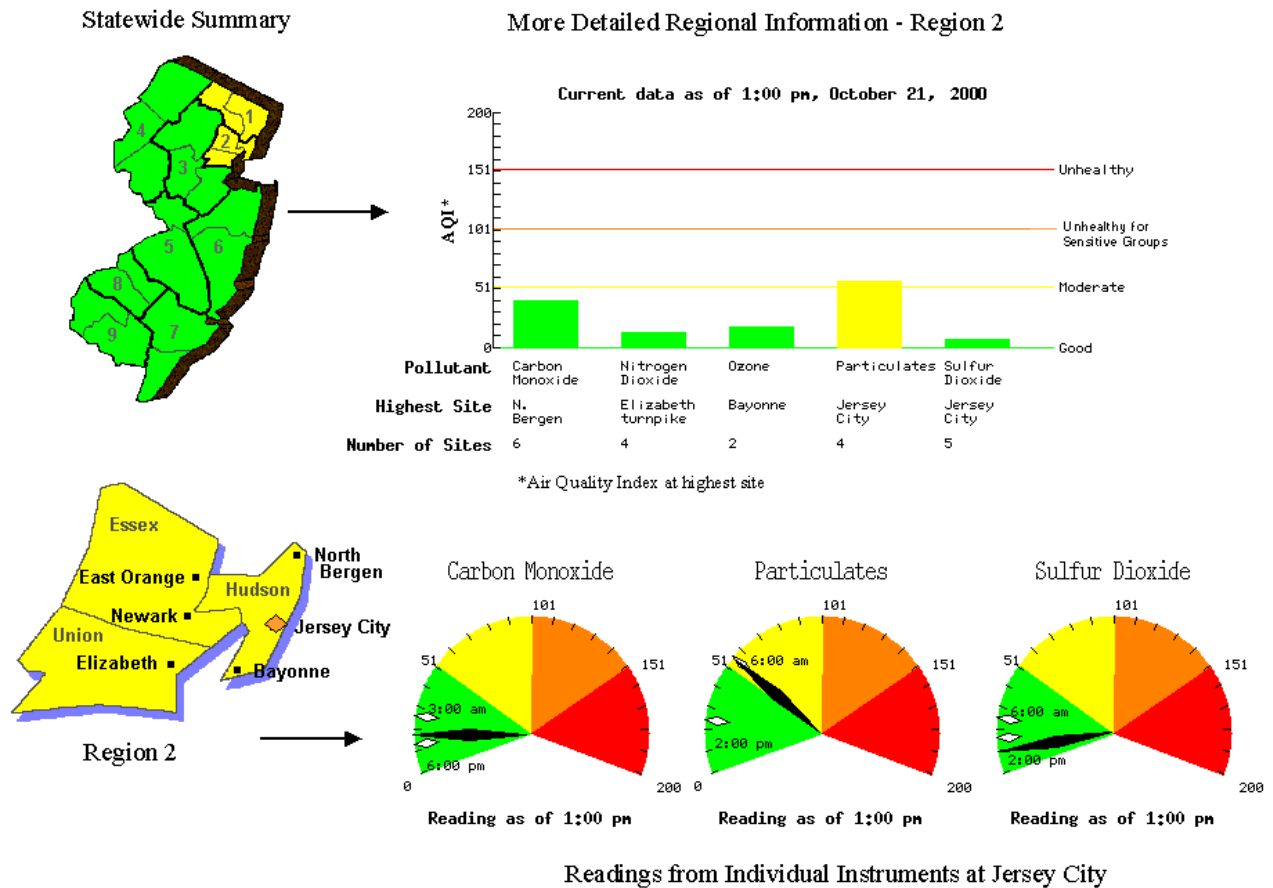 Statewide Summary
More Detailed Regional Information - Region 2
Current data as of 1:00 pm, October 21, 2000
200
151
101
51
0
AQI*
Unhealthy
Unhealthy for
Sensitive Groups
Moderate
Good
1
2
3
4
5
6
7
8
9
Pollutant
Carbon
Monoxide
Nitrogen
Dioxide
Ozone
Particulates
Sulfur
Dioxide
Highest Site
N.
Bergen
Elizabeth
turnpike
Bayonne
Jersey
City
Jersey
City
Number of Sites
6
4
2
4
5
*Air Quality Index at highest site
Essex
East Orange
Newark
Union
Elizabeth
Hudson
North
Bergen
Jersey City
Bayonne
Region 2
Carbon Monoxide
101
51
151
3:00 am
6:00 pm
0
200
Reading as of 1:00 pm
Particulates
101
51
151
6:00 am
2:00 pm
0
200
Reading as of 1:00 pm
Sulfur Dioxide
101
51
151
6:00 am
2:00 pm
0
200
Reading as of 1:00 pm
Readings from Individual Instruments at Jersey City